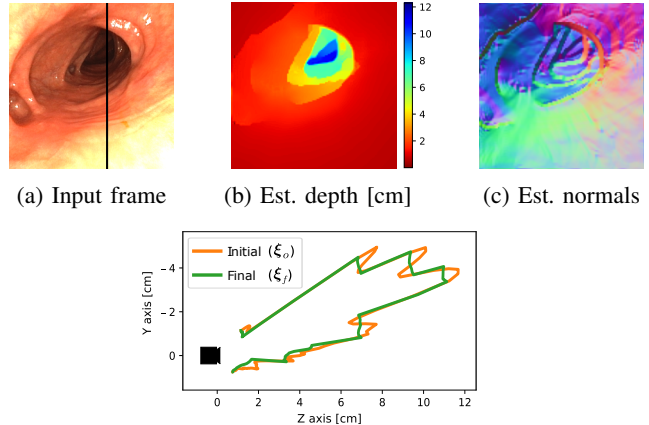 12
10
8
6
4
2
(a) Input frame
(b) Est. depth [cm]
(c) Est. normals
Initial (ξₒ)
Final (ξ_f)
Y axis [cm]
−4
−2
0
0 2 4 6 8 10 12
Z axis [cm]